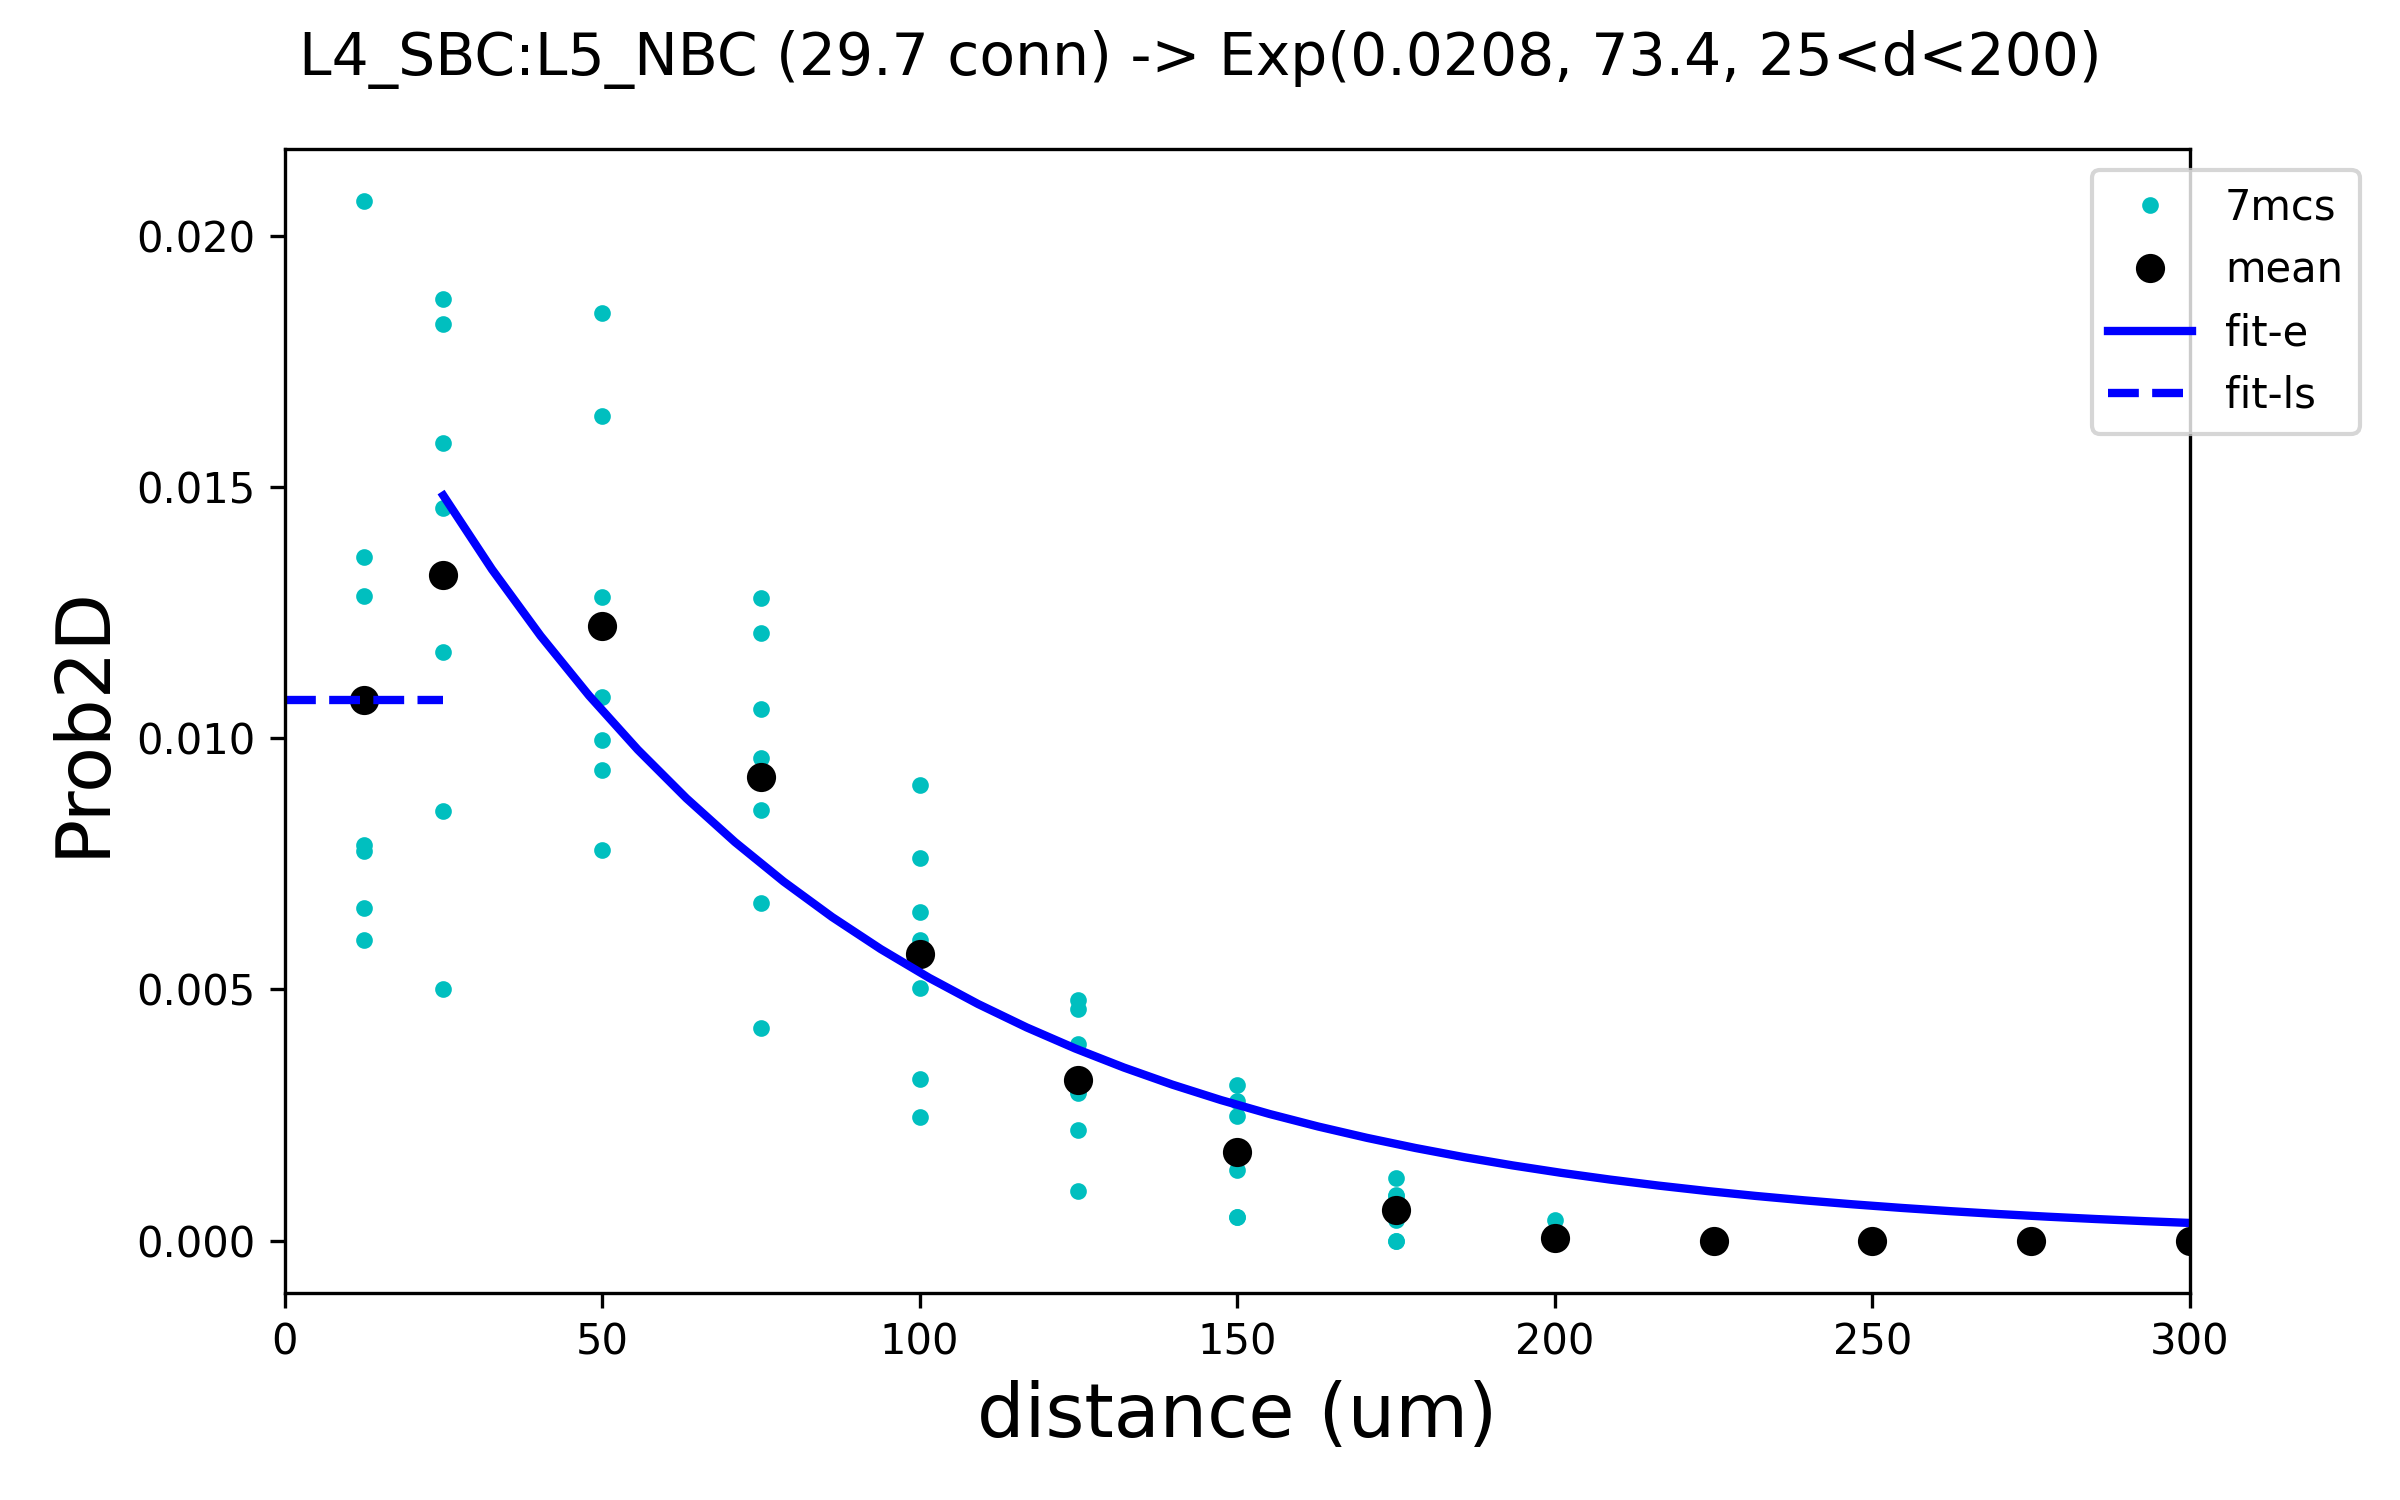 L4_SBC:L5_NBC (29.7 conn) -> Exp(0.0208, 73.4, 25<d<200)
7mcs
mean
fit-e
fit-ls
Prob2D
0.020
0.015
0.010
0.005
0.000
0
50
100
150
200
250
300
distance (um)